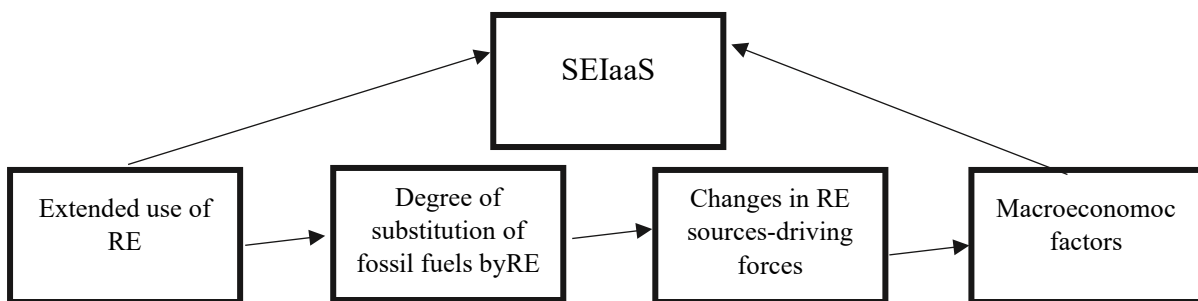 SEIaaS
Extended use of
RE
Degree of
substitution of
fossil fuels byRE
Changes in RE
sources-driving
forces
Macroeconomoc
factors